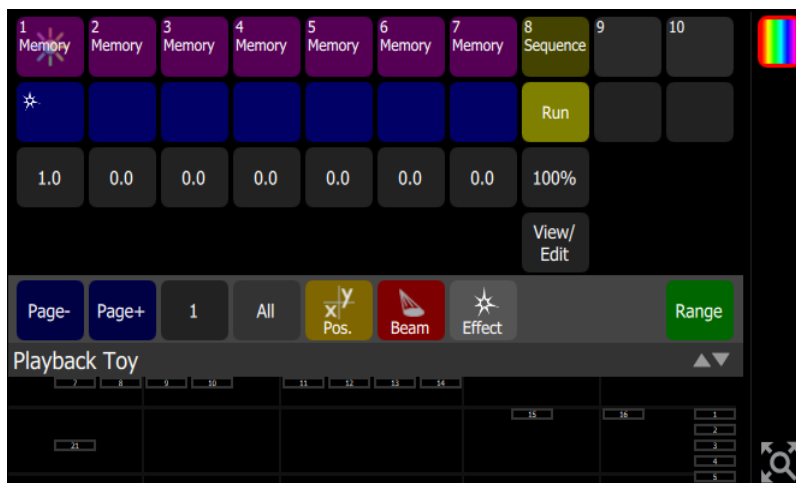 1 2 3 4 5 6 7 8 9 10
Memory Memory Memory Memory Memory Memory Memory Sequence
Run
1.0 0.0 0.0 0.0 0.0 0.0 0.0 100%
View/
Edit
Page- Page+ 1 All x y Pos. Beam Effect Range
Playback Toy
7 8 9 10 11 12 13 14
15 16 1
2
21 3
4
5